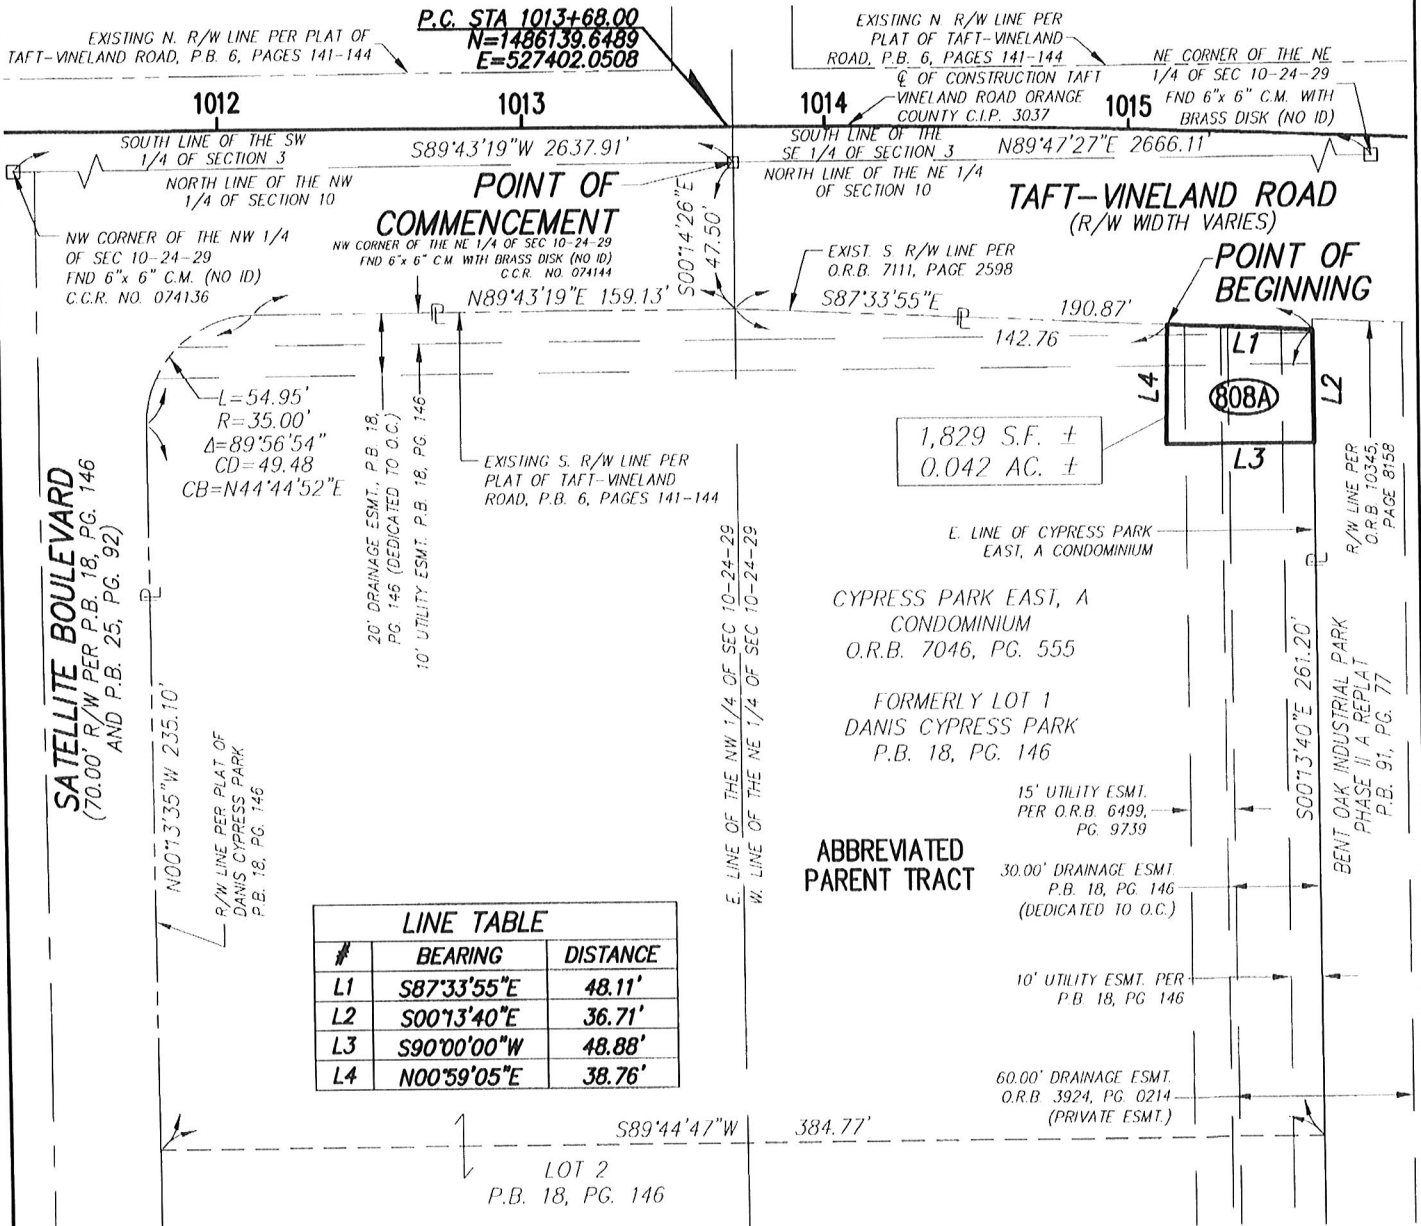 P.C. STA 1013+68.00
N=1486139.6489
E=527402.0508
EXISTING N. R/W LINE PER PLAT OF
TAFT-VINELAND ROAD, P.B. 6, PAGES 141-144
EXISTING N. R/W LINE PER
PLAT OF TAFT-VINELAND
ROAD, P.B. 6, PAGES 141-144
℄ OF CONSTRUCTION TAFT
VINELAND ROAD ORANGE
COUNTY C.I.P. 3037
NE CORNER OF THE NE
1/4 OF SEC 10-24-29
FND 6"x 6" C.M. WITH
BRASS DISK (NO ID)
1012
1013
1014
1015
SOUTH LINE OF THE SW
1/4 OF SECTION 3
S89°43'19"W 2637.91'
SOUTH LINE OF THE
SE 1/4 OF SECTION 3
N89°47'27"E 2666.11'
NORTH LINE OF THE NW
1/4 OF SECTION 10
NORTH LINE OF THE NE 1/4
OF SECTION 10
POINT OF
COMMENCEMENT
NW CORNER OF THE NE 1/4 OF SEC 10-24-29
FND 6"x 6" C.M. WITH BRASS DISK (NO ID)
C.C.R. NO. 074144
TAFT-VINELAND ROAD
(R/W WIDTH VARIES)
NW CORNER OF THE NW 1/4
OF SEC 10-24-29
FND 6"x 6" C.M. (NO ID)
C.C.R. NO. 074136
S00°14'26"E
47.50'
EXIST. S. R/W LINE PER
O.R.B. 7111, PAGE 2598
POINT OF
BEGINNING
N89°43'19"E 159.13'
S87°33'55"E
190.87'
142.76
L1
L2
L3
L4
808A
L=54.95'
R=35.00'
Δ=89°56'54"
CD=49.48
CB=N44°44'52"E
1,829 S.F. ±
0.042 AC. ±
20' DRAINAGE ESMT., P.B. 18,
PG. 146 (DEDICATED TO O.C.)
10' UTILITY ESMT. P.B. 18, PG. 146
EXISTING S. R/W LINE PER
PLAT OF TAFT-VINELAND
ROAD, P.B. 6, PAGES 141-144
R/W LINE PER
O.R.B. 10345,
PAGE 8158
E. LINE OF CYPRESS PARK
EAST, A CONDOMINIUM
SATELLITE BOULEVARD
(70.00' R/W PER P.B. 18, PG. 146
AND P.B. 25, PG. 92)
E. LINE OF THE NW 1/4 OF SEC 10-24-29
W. LINE OF THE NE 1/4 OF SEC 10-24-29
CYPRESS PARK EAST, A
CONDOMINIUM
O.R.B. 7046, PG. 555
FORMERLY LOT 1
DANIS CYPRESS PARK
P.B. 18, PG. 146
S00°13'40"E 261.20'
BENT OAK INDUSTRIAL PARK
PHASE II A REPLAT
P.B. 91, PG. 77
N00°13'35"W 235.10'
R/W LINE PER PLAT OF
DANIS CYPRESS PARK
P.B. 18, PG. 146
15' UTILITY ESMT.
PER O.R.B. 6499,
PG. 9739
ABBREVIATED
PARENT TRACT
30.00' DRAINAGE ESMT.
P.B. 18, PG. 146
(DEDICATED TO O.C.)
10' UTILITY ESMT. PER
P.B. 18, PG 146
60.00' DRAINAGE ESMT.
O.R.B. 3924, PG. 0214
(PRIVATE ESMT.)
LINE TABLE
# BEARING DISTANCE
L1 S87°33'55"E 48.11'
L2 S00°13'40"E 36.71'
L3 S90°00'00"W 48.88'
L4 N00°59'05"E 38.76'
S89°44'47"W 384.77'
LOT 2
P.B. 18, PG. 146